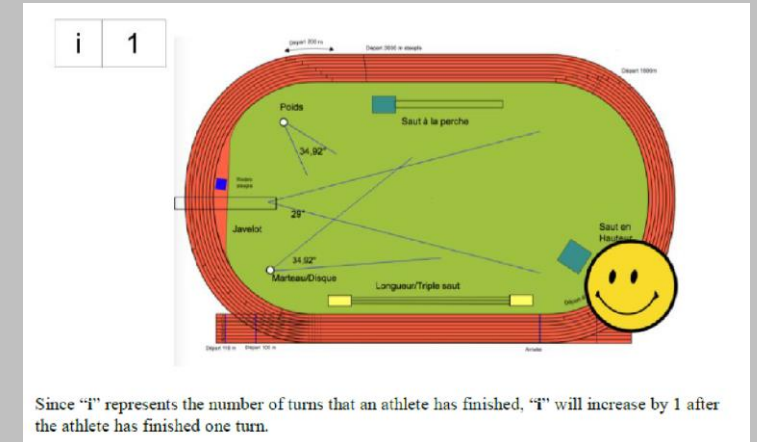 i 1
Départ 200 m
Départ 3000 m steeple
Départ 1500m
Poids
Saut à la perche
34,92°
29°
Javelot
Saut en
Hauteur
34,92°
Marteau/Disque
Longueur/Triple saut
Départ 110 m Départ 100 m
Arrivée
Since “i” represents the number of turns that an athlete has finished, “i” will increase by 1 after
the athlete has finished one turn.